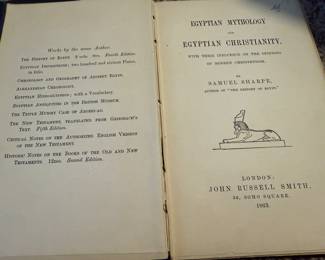 Works by the same Author.
THE HISTORY OF EGYPT. 2 vols. 8vo. Fourth Edition.
EGYPTIAN INSCRIPTIONS; two hundred and sixteen Plates,
in folio.
CHRONOLOGY AND GEOGRAPHY OF ANCIENT EGYPT.
ALEXANDRIAN CHRONOLOGY.
EGYPTIAN HIEROGLYPHICS; with a Vocabulary.
EGYPTIAN ANTIQUITIES IN THE BRITISH MUSEUM.
THE TRIPLE MUMMY CASE OF
THE NEW TESTAMENT, TRANSLATED FROM GRIESBACH'S
TEXT. Fifth Edition.
CRITICAL NOTES ON THE AUTHORIZED ENGLISH VERSION
OF THE NEW TESTAMENT.
HISTORIC NOTES ON THE BOOKS OF THE OLD AND NEW
TESTAMENTS. 12mo. Second Edition.
EGYPTIAN MYTHOLOGY
AND
EGYPTIAN CHRISTIANITY,
WITH THEIR INFLUENCE ON THE OPINIONS
OF MODERN CHRISTENDOM.
BY
SAMUEL SHARPE,
AUTHOR OF "THE HISTORY OF EGYPT."
LONDON:
JOHN RUSSELL SMITH,
36, SOHO SQUARE.
1863.